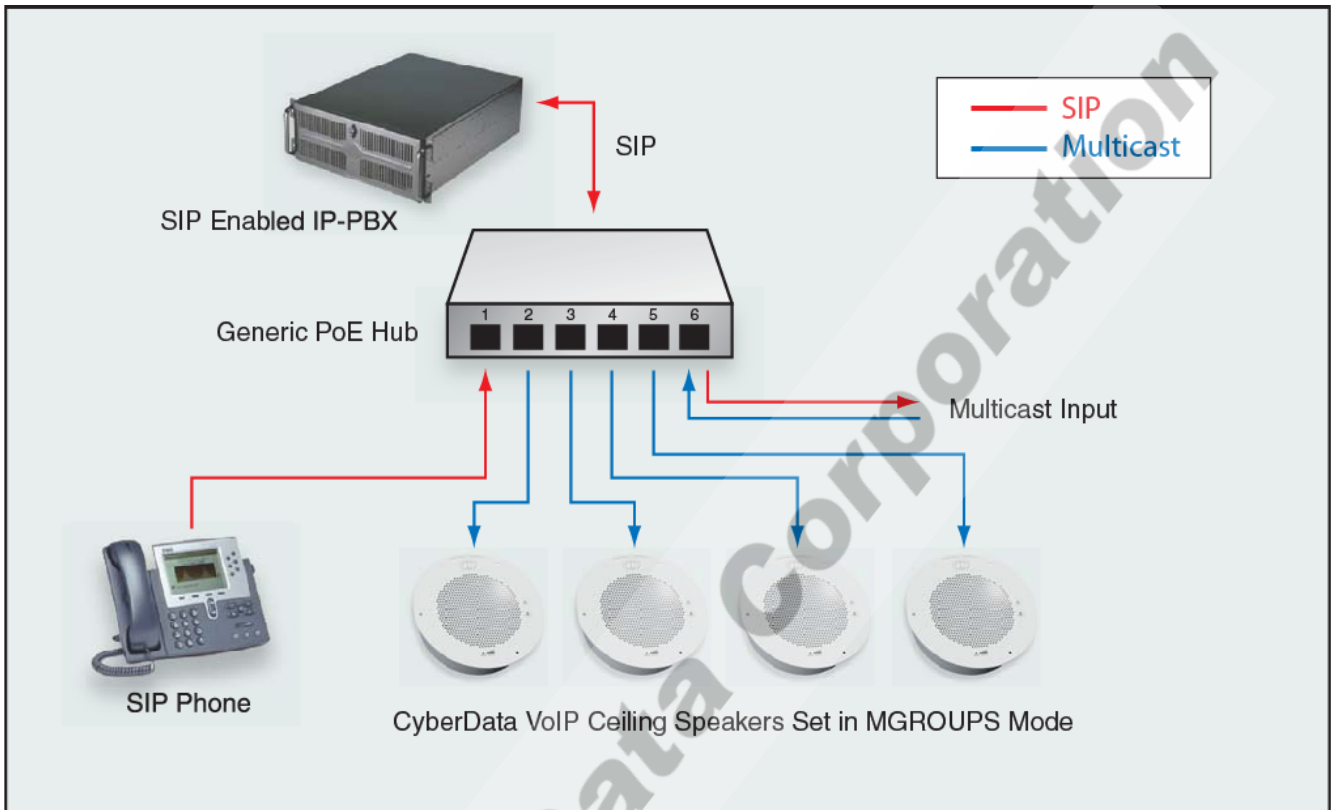 SIP
Multicast
SIP
SIP Enabled IP-PBX
1 2 3 4 5 6
Generic PoE Hub
Multicast Input
SIP Phone
CyberData VoIP Ceiling Speakers Set in MGROUPS Mode
ata Corporation